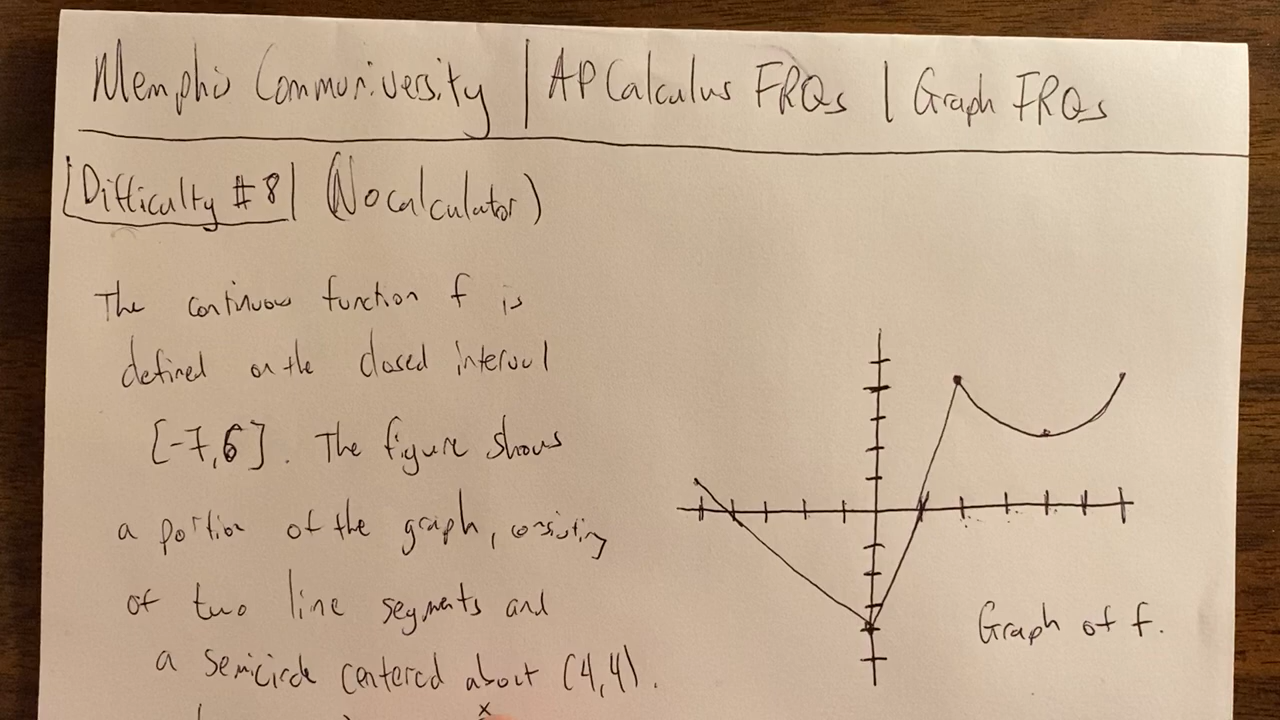 Memphis Communiversity | AP Calculus FRQs | Graph FRQs
Difficulty #8 (No calculator)
The continuous function f is
defined on the closed interval
[-7,6]. The figure shows
a portion of the graph, consisting
of two line segments and
a semicircle centered about (4,4).
Graph of f.
x